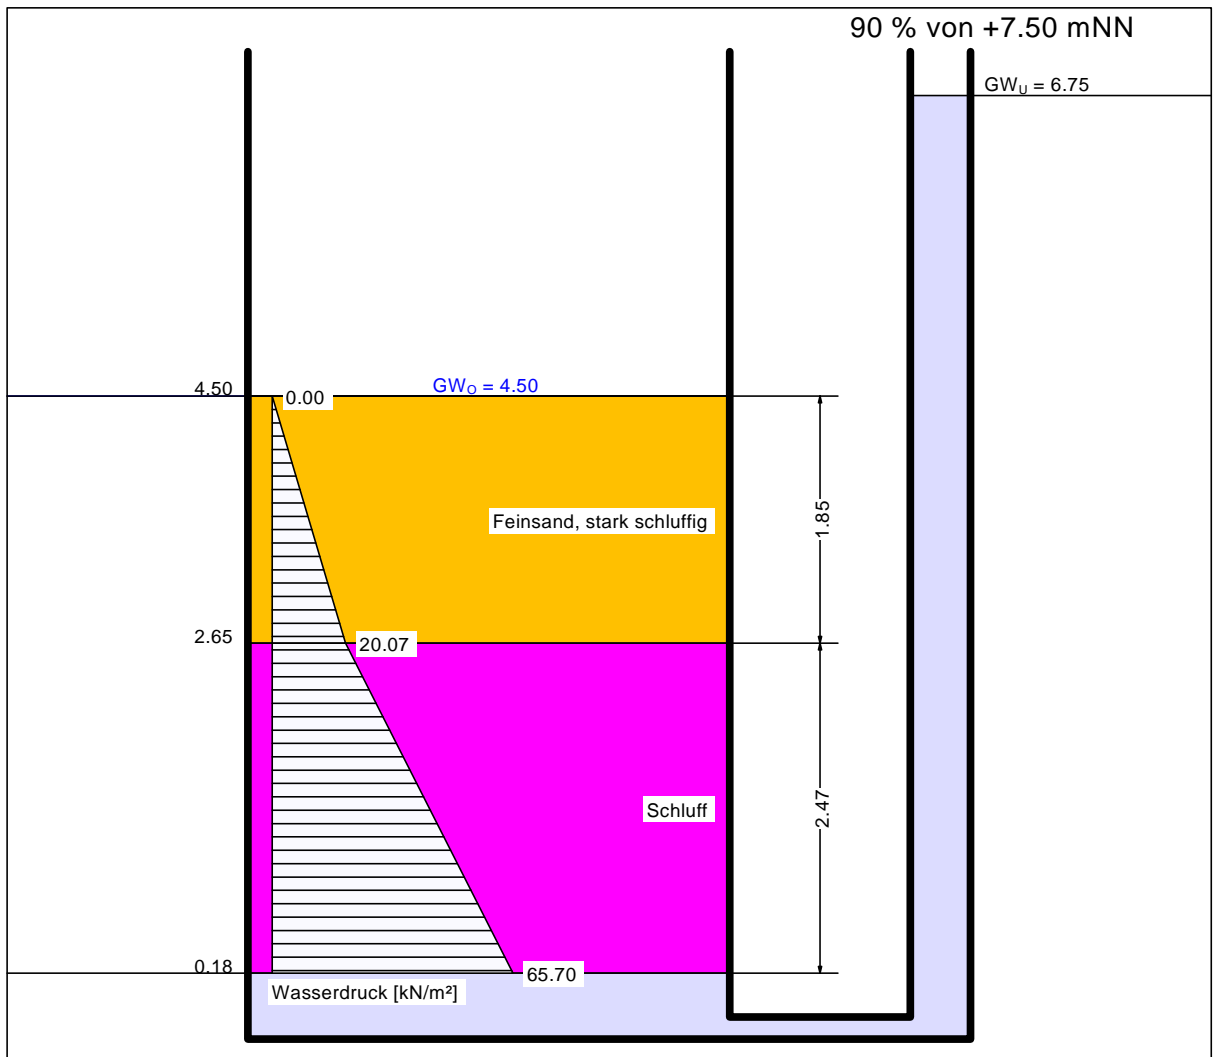 90 % von +7.50 mNN
GWU = 6.75
4.50
0.00
GWO = 4.50
Feinsand, stark schluffig
1.85
2.65
20.07
Schluff
2.47
0.18
65.70
Wasserdruck [kN/m²]